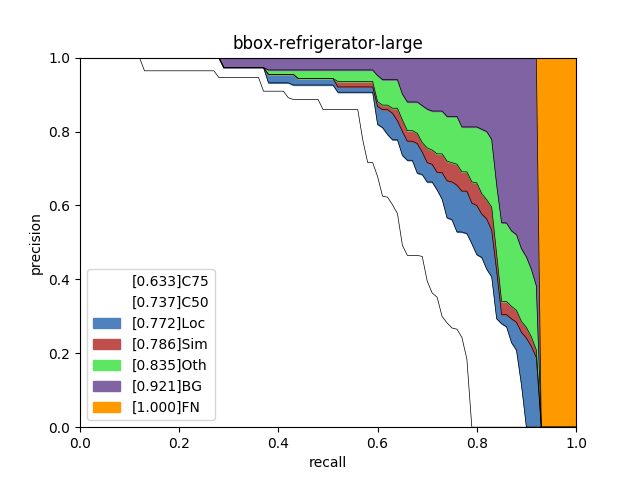 bbox-refrigerator-large
precision
1.0
0.8
0.6
0.4
0.2
0.0
[0.633]C75
[0.737]C50
[0.772]Loc
[0.786]Sim
[0.835]Oth
[0.921]BG
[1.000]FN
0.0 0.2 0.4 0.6 0.8 1.0
recall